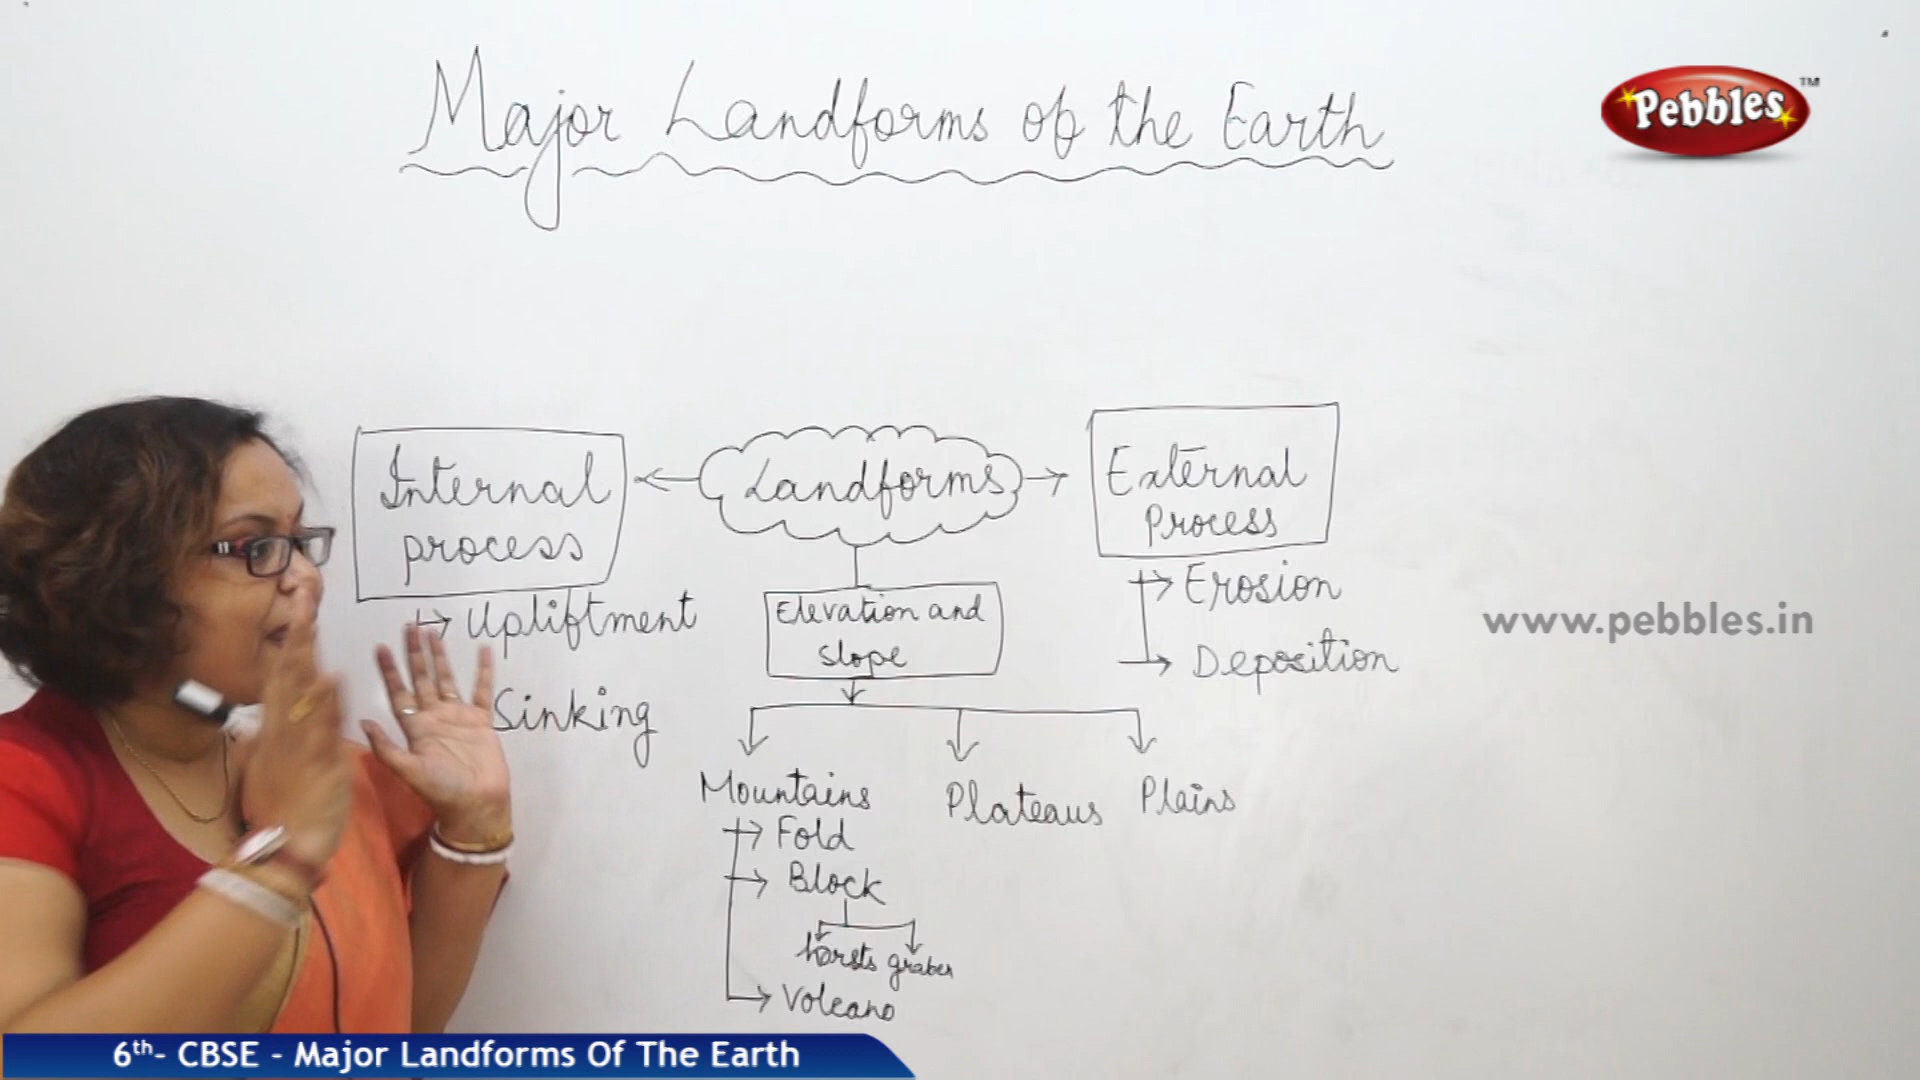 Major Landforms of the Earth
Pebbles TM
Internal
process
Landforms
External
Process
Upliftment
Sinking
Elevation and
slope
Erosion
Deposition
www.pebbles.in
Mountains
Plateaus
Plains
Fold
Block
horsts graben
Volcano
6th- CBSE - Major Landforms Of The Earth